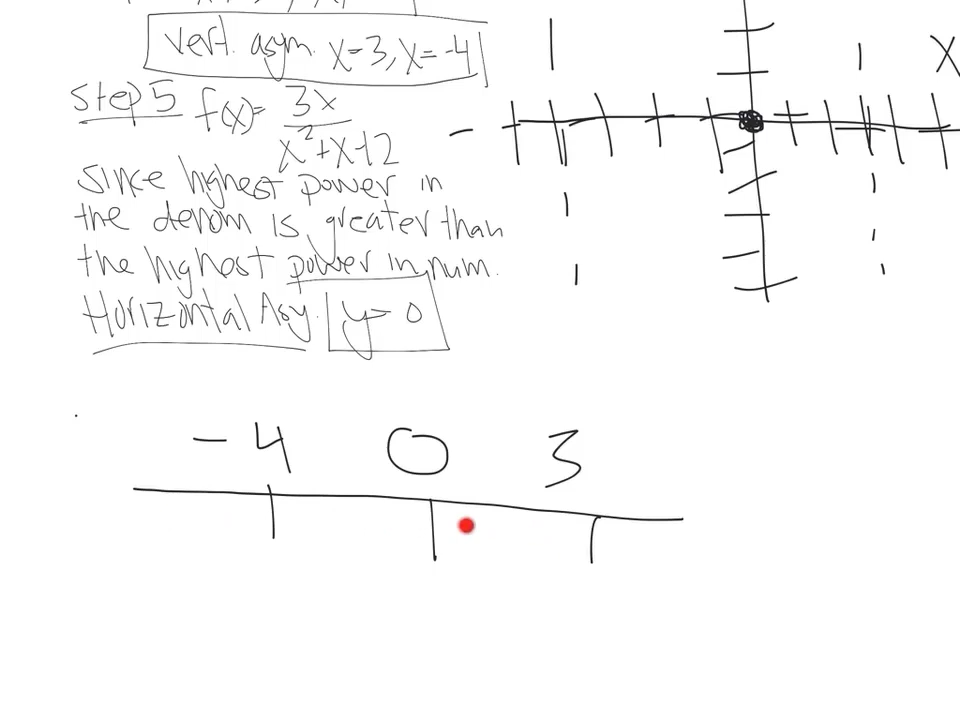 vert. asym. x=3, x=-4
Step 5 f(x)= 3x
x²+x-12
Since highest power in
the denom is greater than
the highest power in num.
Horizontal Asy. y=0
X
-4 0 3